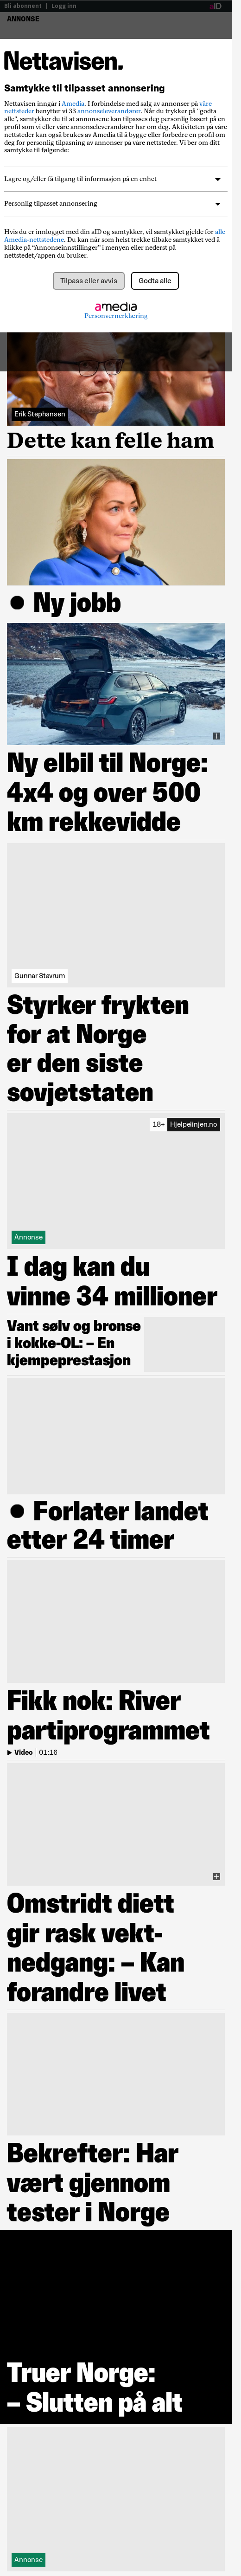 Bli abonnent | Logg inn
ANNONSE
Nettavisen.
Samtykke til tilpasset annonsering
Nettavisen inngår i Amedia. I forbindelse med salg av annonser på våre
nettsteder benytter vi 33 annonseleverandører. Når du trykker på "godta
alle", samtykker du til at annonsene kan tilpasses deg personlig basert på en
profil som vi eller våre annonseleverandører har om deg. Aktiviteten på våre
nettsteder kan også brukes av Amedia til å bygge eller forbedre en profil om
deg for personlig tilpasning av annonser på våre nettsteder. Vi ber om ditt
samtykke til følgende:
Lagre og/eller få tilgang til informasjon på en enhet
Personlig tilpasset annonsering
Hvis du er innlogget med din aID og samtykker, vil samtykket gjelde for alle
Amedia-nettstedene. Du kan når som helst trekke tilbake samtykket ved å
klikke på “Annonseinnstillinger” i menyen eller nederst på
nettstedet/appen du bruker.
Tilpass eller avvis
Godta alle
amedia
Personvernerklæring
Erik Stephansen
Dette kan felle ham
Ny jobb
Ny elbil til Norge:
4x4 og over 500
km rekkevidde
Gunnar Stavrum
Styrker frykten
for at Norge
er den siste
sovjetstaten
18+ Hjelpelinjen.no
Annonse
I dag kan du
vinne 34 millioner
Vant sølv og bronse
i kokke-OL: – En
kjempeprestasjon
Forlater landet
etter 24 timer
Fikk nok: River
partiprogrammet
Video | 01:16
Omstridt diett
gir rask vekt-
nedgang: – Kan
forandre livet
Bekrefter: Har
vært gjennom
tester i Norge
Truer Norge:
– Slutten på alt
Annonse